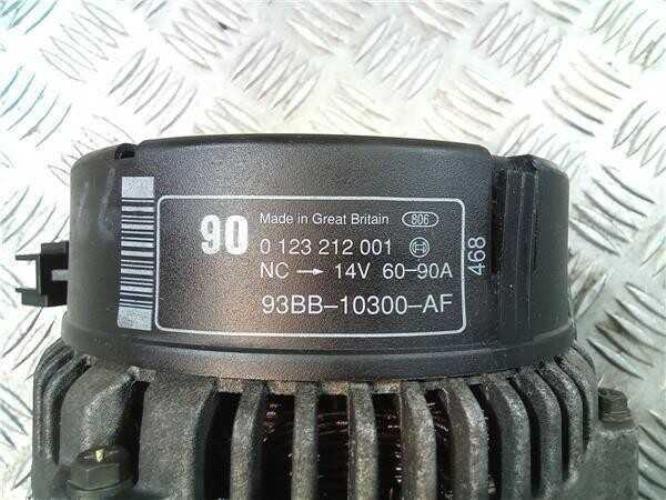 90 Made in Great Britain 806
0 123 212 001
NC → 14V 60-90A
93BB-10300-AF
468